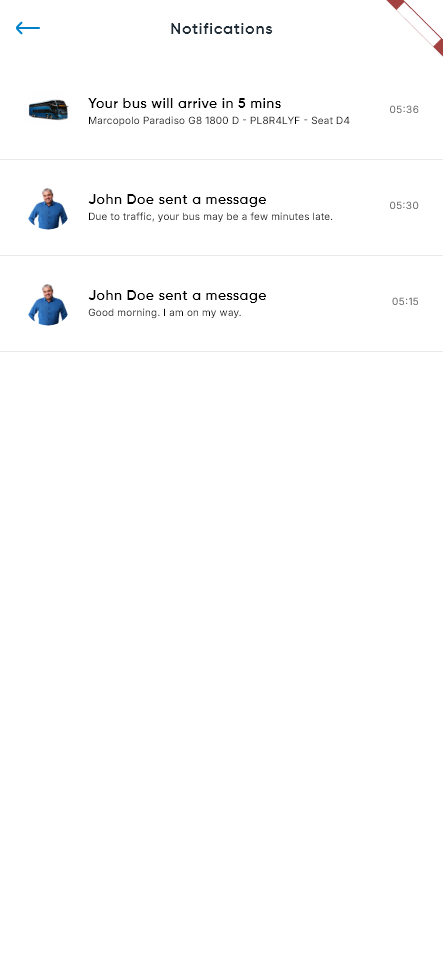 Notifications
Your bus will arrive in 5 mins
05:36
Marcopolo Paradiso G8 1800 D - PL8R4LYF - Seat D4
John Doe sent a message
05:30
Due to traffic, your bus may be a few minutes late.
John Doe sent a message
05:15
Good morning. I am on my way.